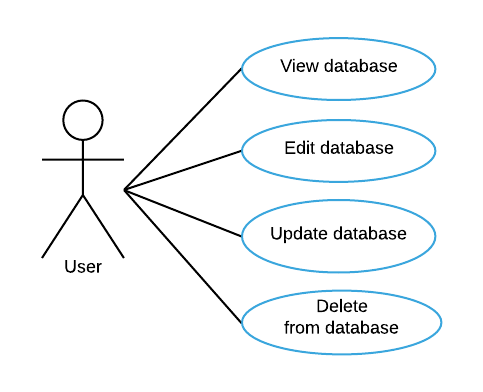 View database
Edit database
User
Update database
Delete
from database